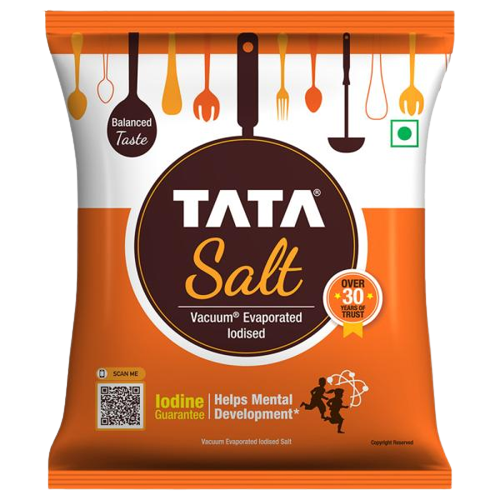 Balanced
Taste
TATA®
Salt
Vacuum® Evaporated
Iodised
OVER
30
YEARS OF
TRUST
SCAN ME
Iodine
Guarantee
Helps Mental
Development*
Vacuum Evaporated Iodised Salt
Copyright Reserved